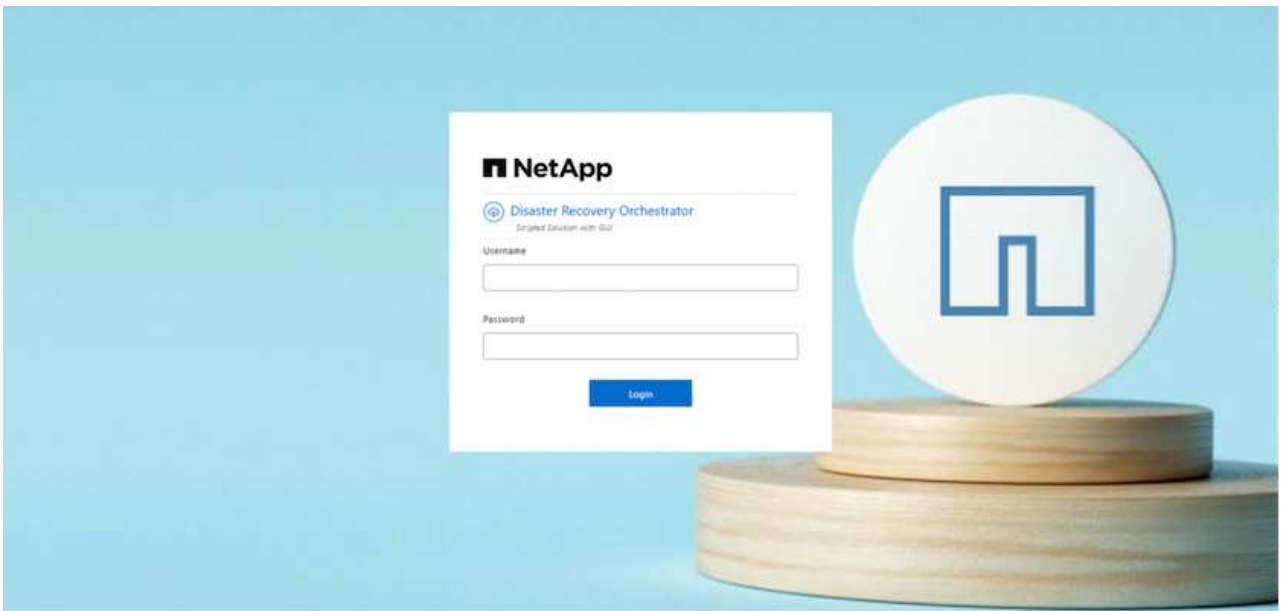 NetApp
Disaster Recovery Orchestrator
Scripted Solution with GUI
Username
Password
Login